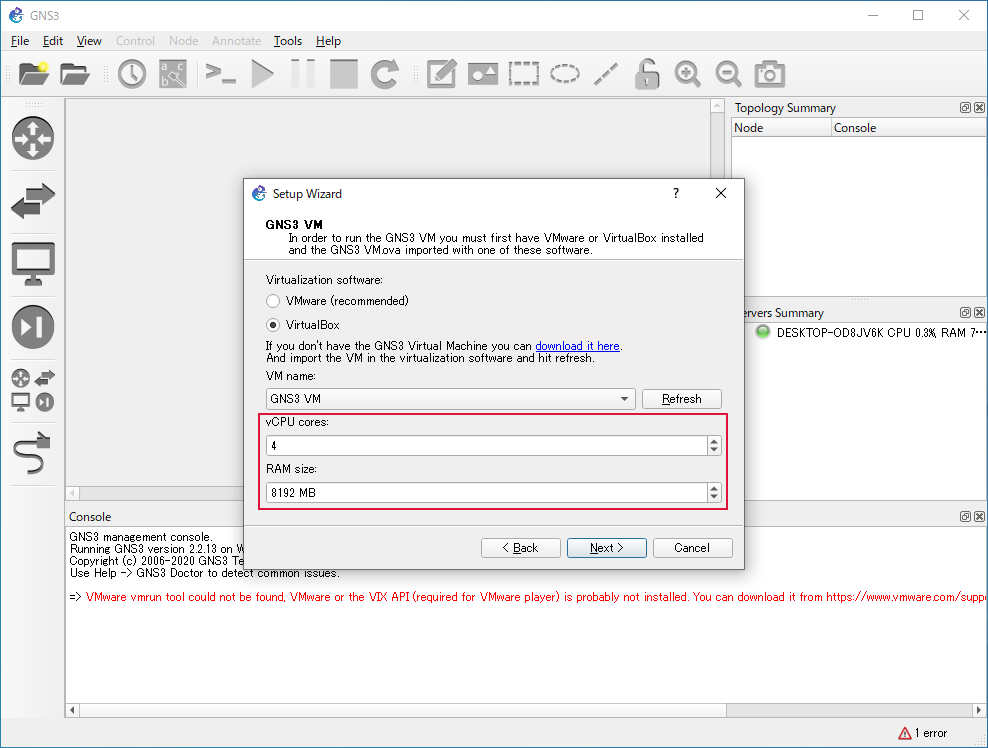 GNS3
File Edit View Control Node Annotate Tools Help
Topology Summary
Node Console
Setup Wizard
?
GNS3 VM
In order to run the GNS3 VM you must first have VMware or VirtualBox installed
and the GNS3 VM.ova imported with one of these software.
Virtualization software:
VMware (recommended)
VirtualBox
If you don't have the GNS3 Virtual Machine you can download it here.
And import the VM in the virtualization software and hit refresh.
VM name:
GNS3 VM
Refresh
vCPU cores:
4
RAM size:
8192 MB
< Back
Next >
Cancel
ervers Summary
DESKTOP-OD8JV6K CPU 0.3%, RAM 7…
Console
GNS3 management console.
Running GNS3 version 2.2.13 on W
Copyright (c) 2006-2020 GNS3 Te
Use Help -> GNS3 Doctor to detect common issues.
=> VMware vmrun tool could not be found, VMware or the VIX API (required for VMware player) is probably not installed. You can download it from https://www.vmware.com/supp
1 error